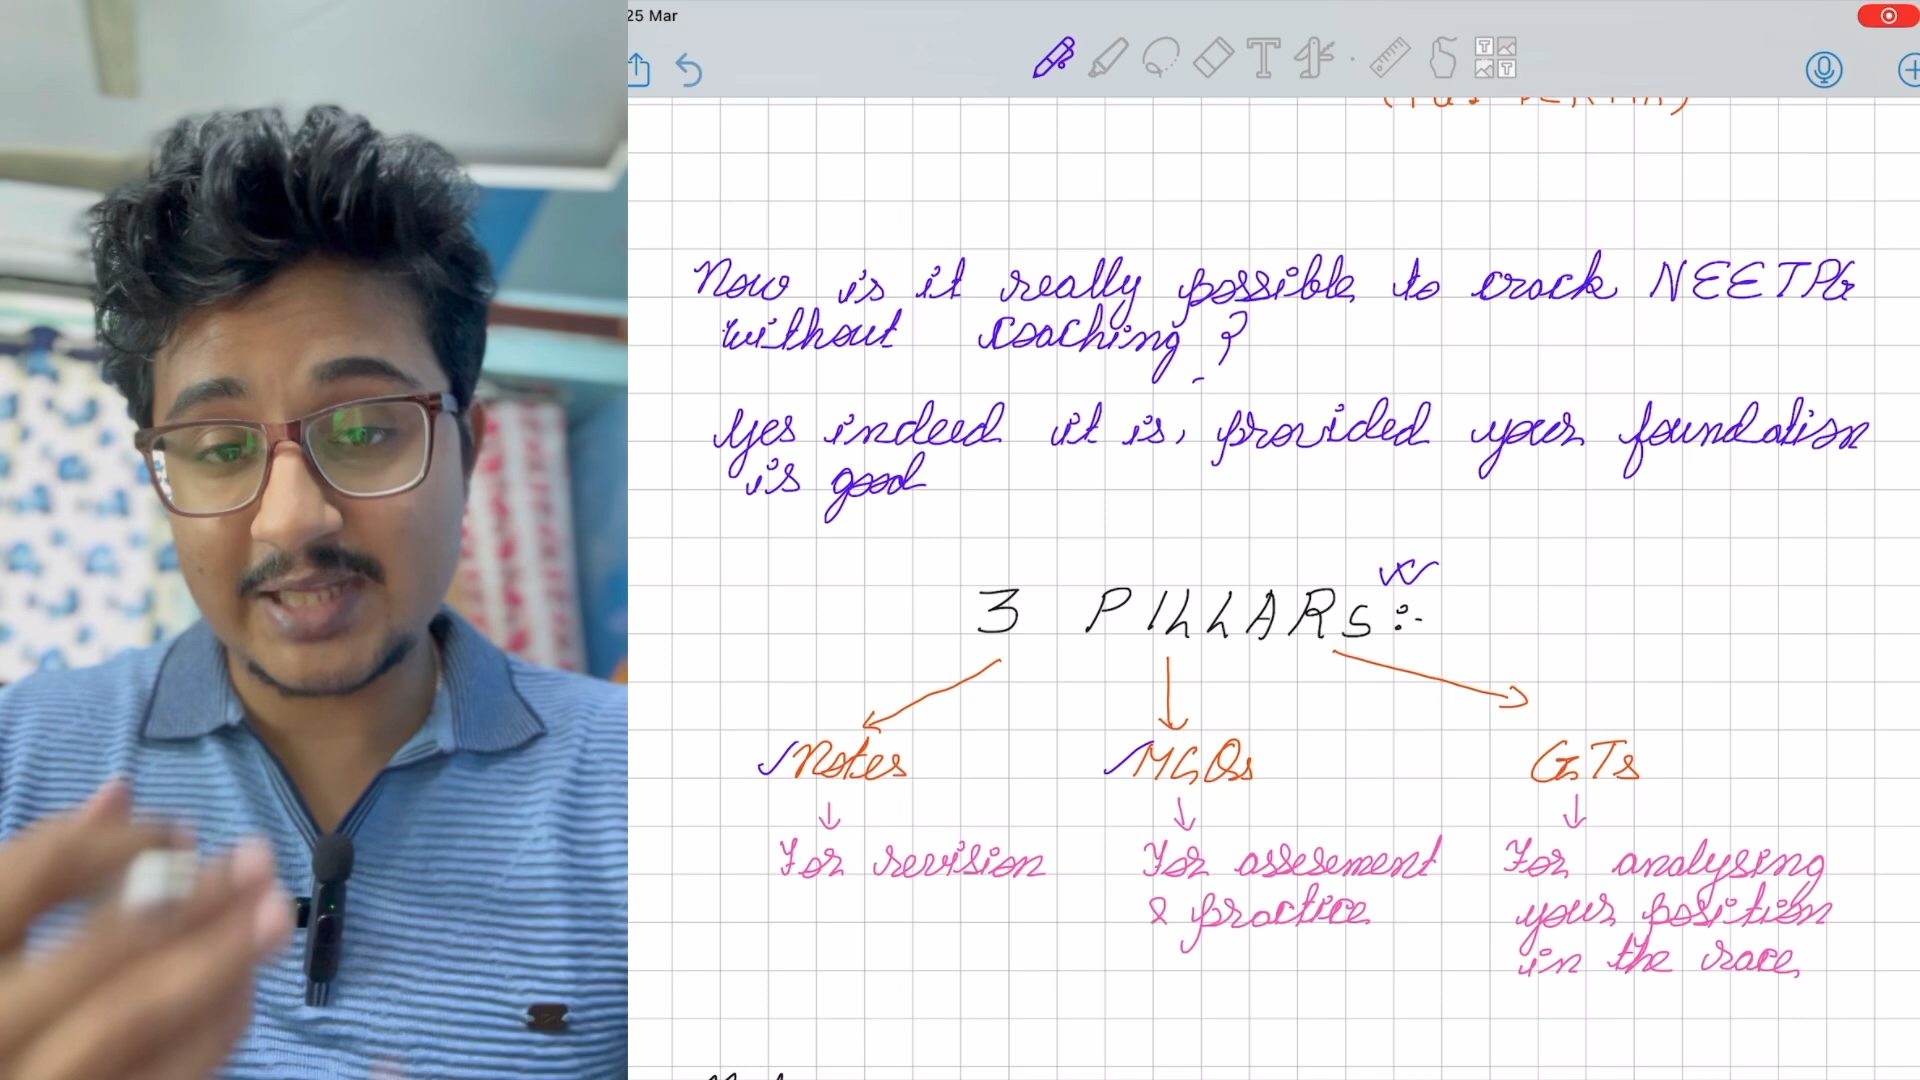 25 Mar
Now is it really possible to crack NEETPG
without coaching ?
Yes indeed it is, provided your foundation
is good
3 PILLARS :-
Notes MCQs GTs
For revision For assesement For analysing
& practice your position
in the race